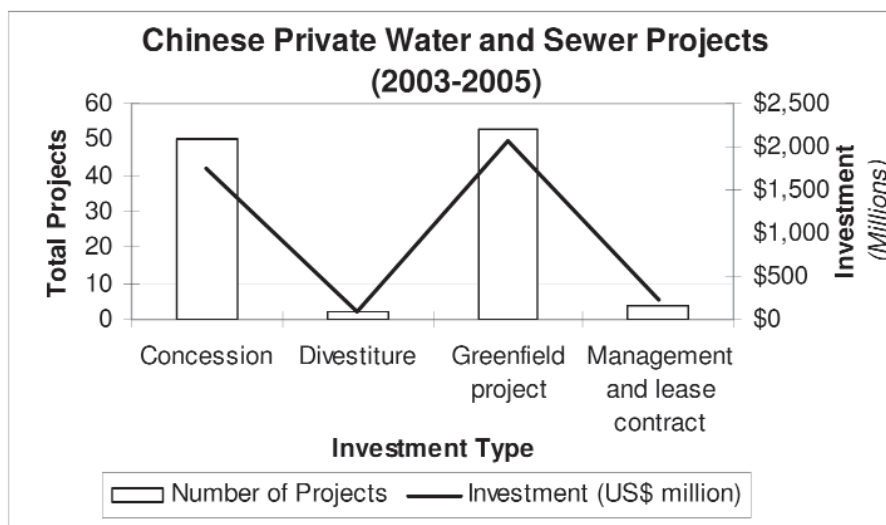 Chinese Private Water and Sewer Projects
(2003-2005)
Total Projects
60
50
40
30
20
10
0
$2,500
$2,000
$1,500
$1,000
$500
$0
Investment
(Millions)
Concession
Divestiture
Greenfield
project
Management
and lease
contract
Investment Type
Number of Projects
Investment (US$ million)